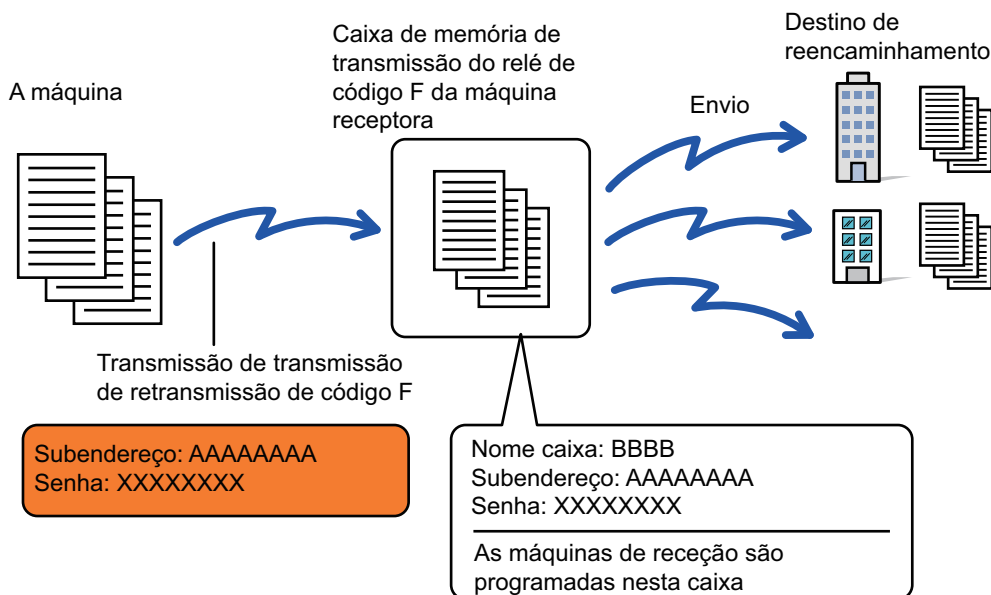 A máquina
Caixa de memória de
transmissão do relé de
código F da máquina
receptora
Envio
Destino de
reencaminhamento
Transmissão de transmissão
de retransmissão de código F
Subendereço: AAAAAAAA
Senha: XXXXXXXX
Nome caixa: BBBB
Subendereço: AAAAAAAA
Senha: XXXXXXXX
As máquinas de receção são
programadas nesta caixa